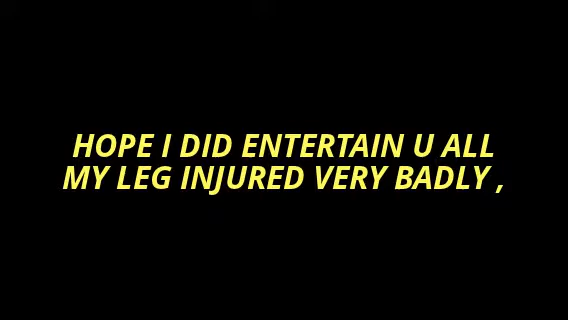 HOPE I DID ENTERTAIN U ALL
MY LEG INJURED VERY BADLY ,